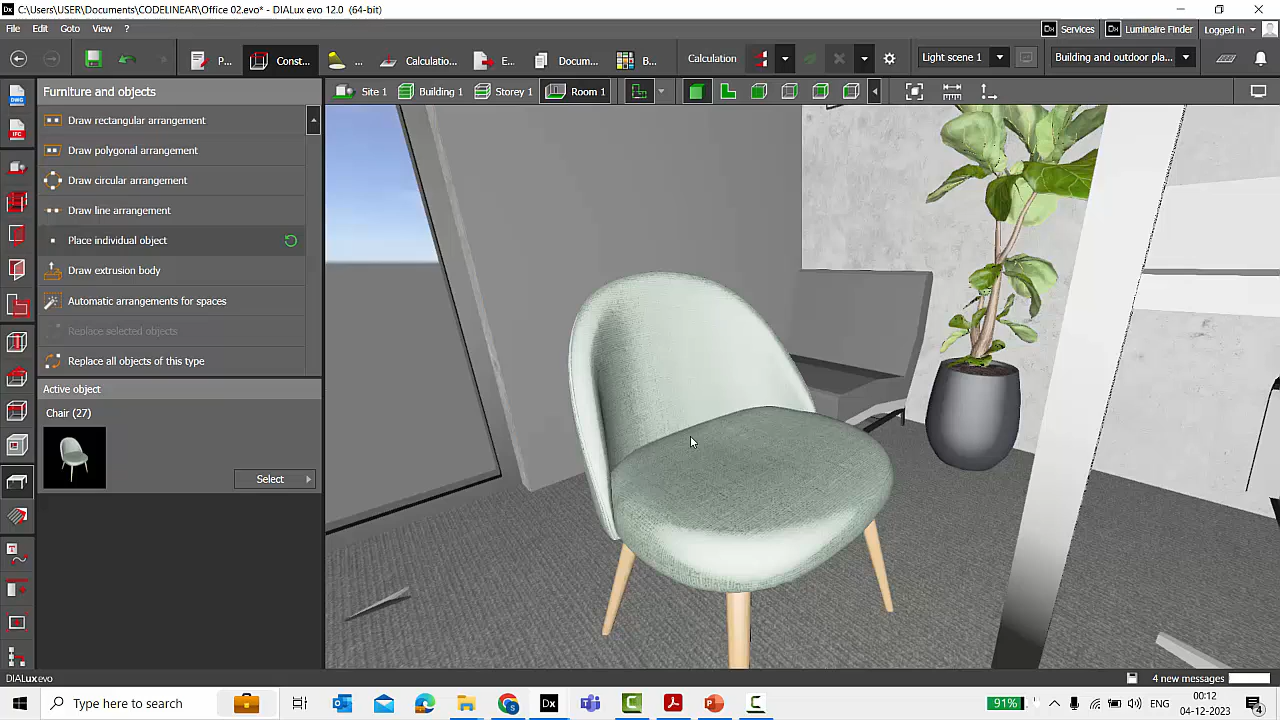 C:\Users\USER\Documents\CODELINEAR\Office 02.evo* - DIALux evo 12.0 (64-bit)
File Edit Goto View ?
Dx Services Dx Luminaire Finder Logged in
P... Const... ... Calculatio... E... Docum... B... Calculation Light scene 1 Building and outdoor pla...
Furniture and objects Site 1 Building 1 Storey 1 Room 1
Draw rectangular arrangement
Draw polygonal arrangement
Draw circular arrangement
Draw line arrangement
Place individual object
Draw extrusion body
Automatic arrangements for spaces
Replace selected objects
Replace all objects of this type
Active object
Chair (27)
Select
DIALux evo 4 new messages
Type here to search Dx 91% ENG 00:12
04-12-2023 4
DWG
IFC